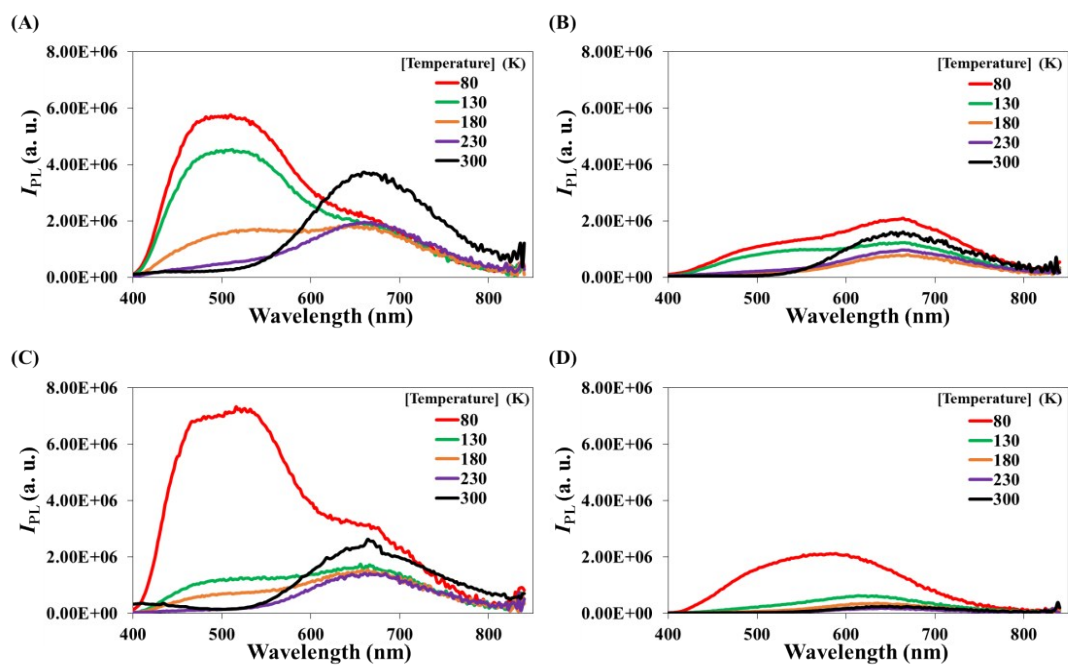 (A)
8.00E+06
6.00E+06
4.00E+06
2.00E+06
0.00E+00
I_PL (a. u.)
[Temperature] (K)
80
130
180
230
300
400 500 600 700 800
Wavelength (nm)
(B)
8.00E+06
6.00E+06
4.00E+06
2.00E+06
0.00E+00
I_PL (a. u.)
[Temperature] (K)
80
130
180
230
300
400 500 600 700 800
Wavelength (nm)
(C)
8.00E+06
6.00E+06
4.00E+06
2.00E+06
0.00E+00
I_PL (a. u.)
[Temperature] (K)
80
130
180
230
300
400 500 600 700 800
Wavelength (nm)
(D)
8.00E+06
6.00E+06
4.00E+06
2.00E+06
0.00E+00
I_PL (a. u.)
[Temperature] (K)
80
130
180
230
300
400 500 600 700 800
Wavelength (nm)